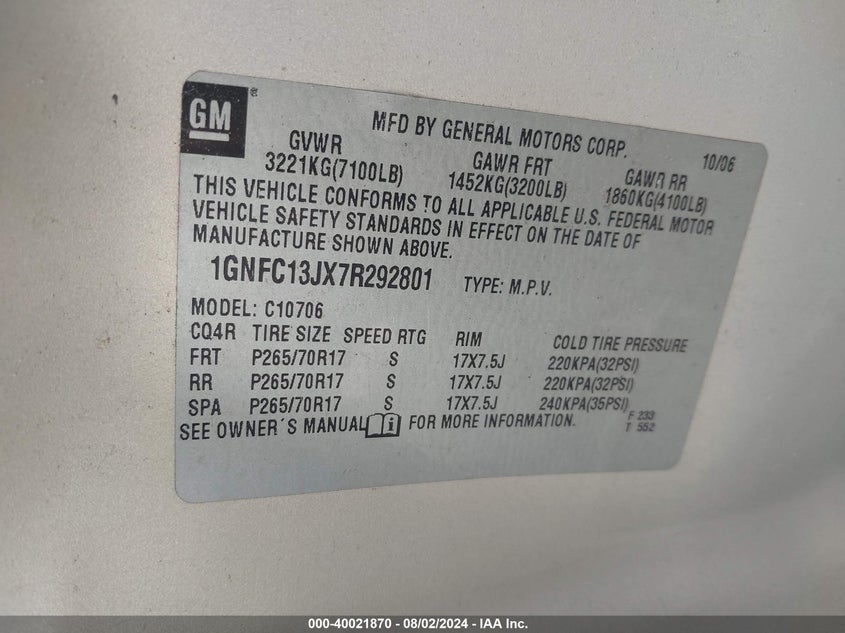 GM ®
MFD BY GENERAL MOTORS CORP. 10/06
GVWR GAWR FRT GAWR RR
3221KG(7100LB) 1452KG(3200LB) 1860KG(4100LB)
THIS VEHICLE CONFORMS TO ALL APPLICABLE U.S. FEDERAL MOTOR
VEHICLE SAFETY STANDARDS IN EFFECT ON THE DATE OF
MANUFACTURE SHOWN ABOVE.
1GNFC13JX7R292801 TYPE: M.P.V.
MODEL: C10706
CQ4R TIRE SIZE SPEED RTG RIM COLD TIRE PRESSURE
FRT P265/70R17 S 17X7.5J 220KPA(32PSI)
RR P265/70R17 S 17X7.5J 220KPA(32PSI)
SPA P265/70R17 S 17X7.5J 240KPA(35PSI)
SEE OWNER´S MANUAL i FOR MORE INFORMATION.
F 233
T 552
000-40021870 — 08/02/2024 — IAA Inc.